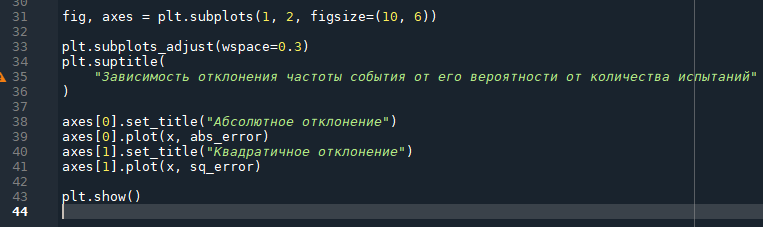 30
31 fig, axes = plt.subplots(1, 2, figsize=(10, 6))
32
33 plt.subplots_adjust(wspace=0.3)
34 plt.suptitle(
35     "Зависимость отклонения частоты события от его вероятности от количества испытаний"
36 )
37
38 axes[0].set_title("Абсолютное отклонение")
39 axes[0].plot(x, abs_error)
40 axes[1].set_title("Квадратичное отклонение")
41 axes[1].plot(x, sq_error)
42
43 plt.show()
44